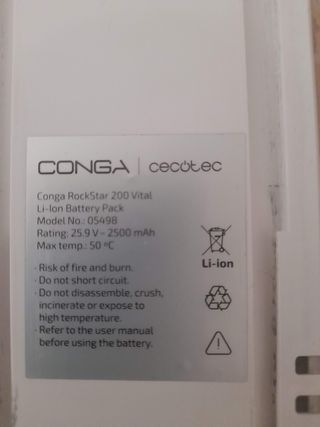 CONGA | cecotec
Conga RockStar 200 Vital
Li-Ion Battery Pack
Model No.: 05498
Rating: 25.9 V⎓ 2500 mAh
Max temp.: 50 ºC
Li-ion
· Risk of fire and burn.
· Do not short circuit.
· Do not disassemble, crush,
incinerate or expose to
high temperature.
· Refer to the user manual
before using the battery.